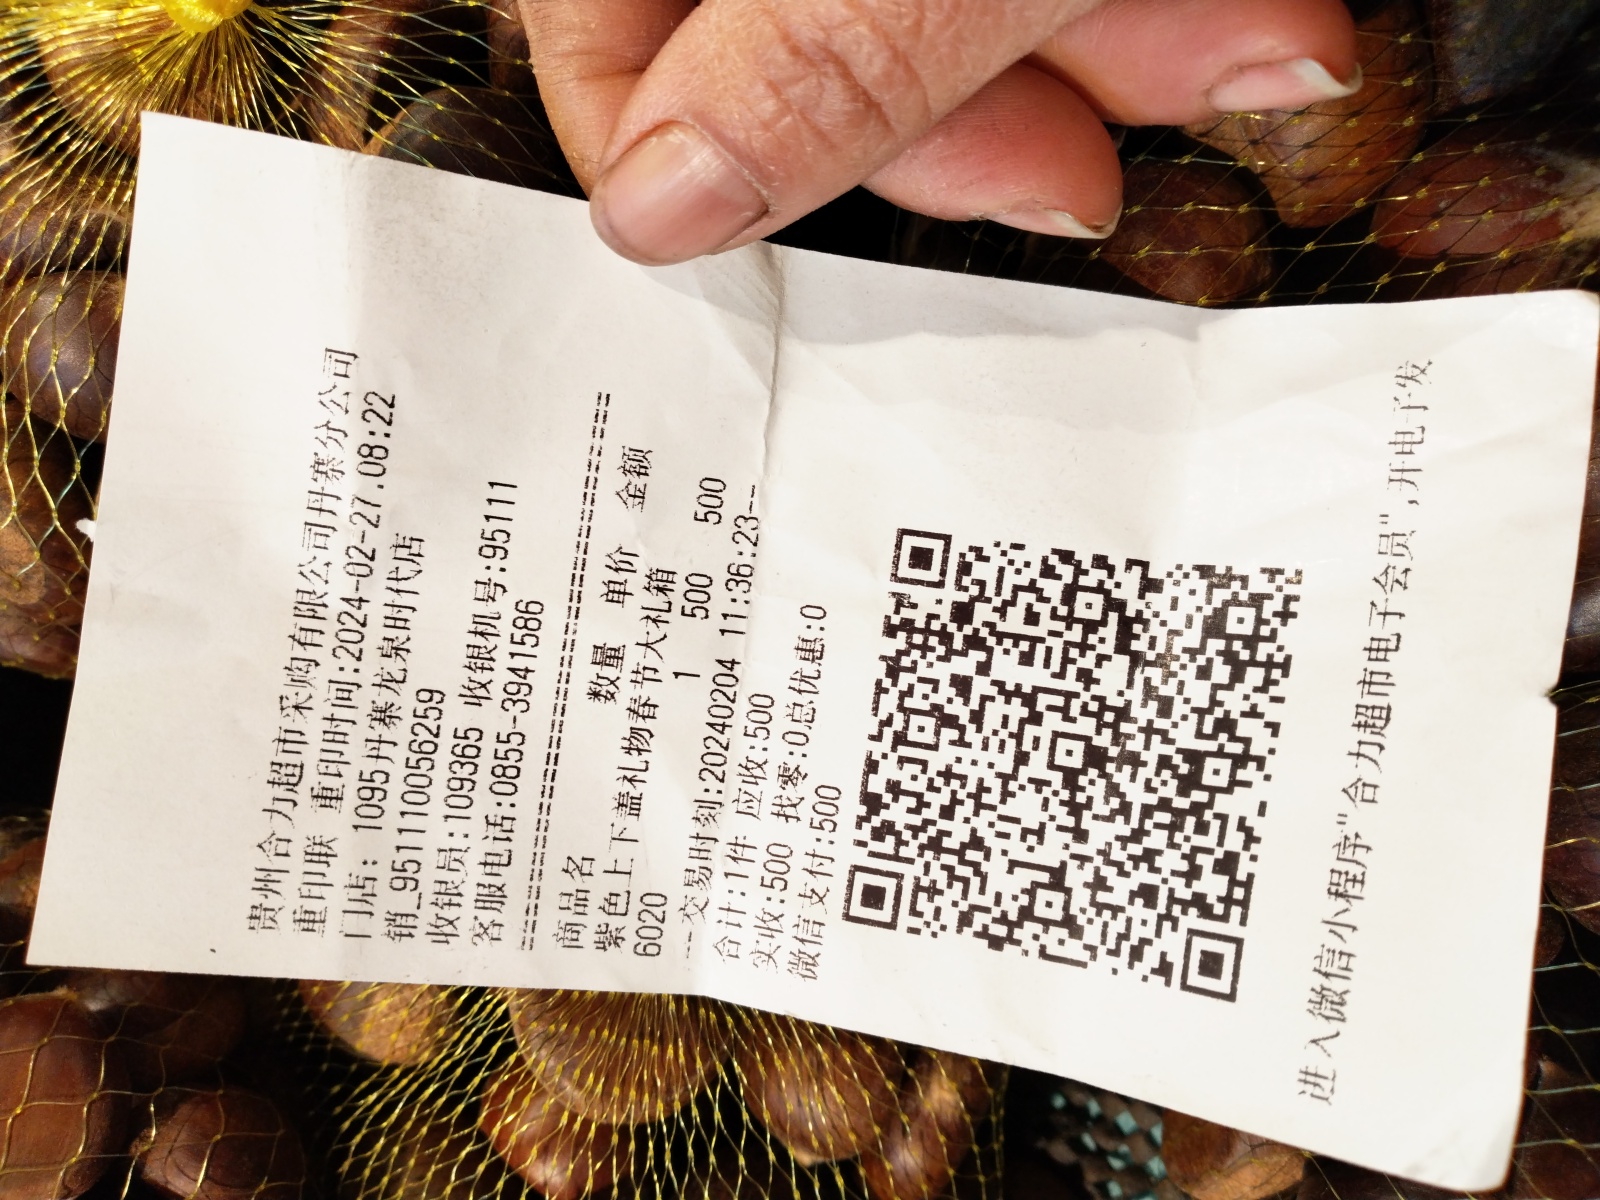 贵州合力超市采购有限公司丹寨分公司
重印联 重印时间:2024-02-27.08:22
门店: 1095丹寨龙泉时代店
销_9511110056259
收银员:109365 收银机号:95111
客服电话:0855-3941586
商品名 数量 单价 金额
紫色上下盖礼物春节大礼箱
6020 1 500 500
---交易时刻:20240204 11:36:23--
合计:1件 应收:500
实收:500 找零:0总优惠:0
微信支付:500
进入微信小程序"合力超市电子会员",开电子发